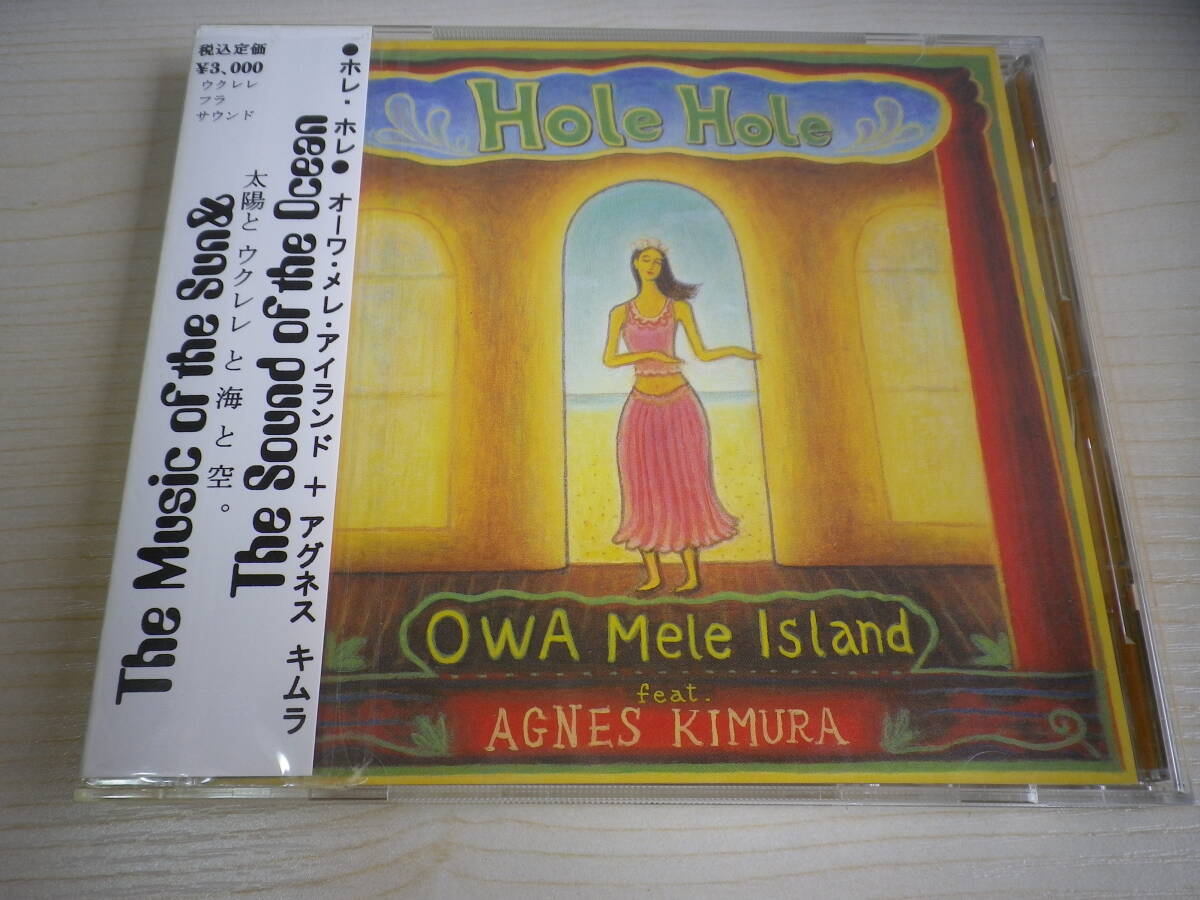 税込定価
¥3,000
ウクレレ
フラ
サウンド
●ホレ・ホレ● オーワ・メレ・アイランド + アグネス キムラ
The Sound of the Ocean
太陽と ウクレレ と 海 と 空。
The Music of the Sun&
Hole Hole
OWA Mele Island
feat.
AGNES KIMURA